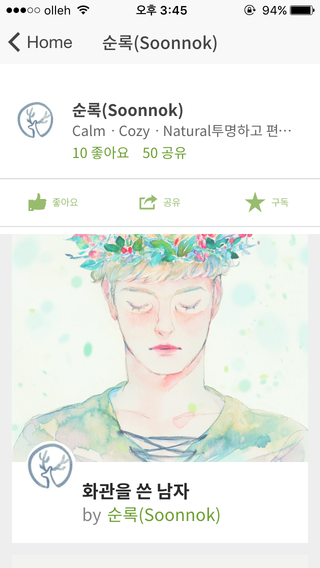 olleh 오후 3:45 94%
Home 순록(Soonnok)
순록(Soonnok)
Calm · Cozy · Natural투명하고 편…
10 좋아요 50 공유
좋아요 공유 구독
화관을 쓴 남자
by 순록(Soonnok)